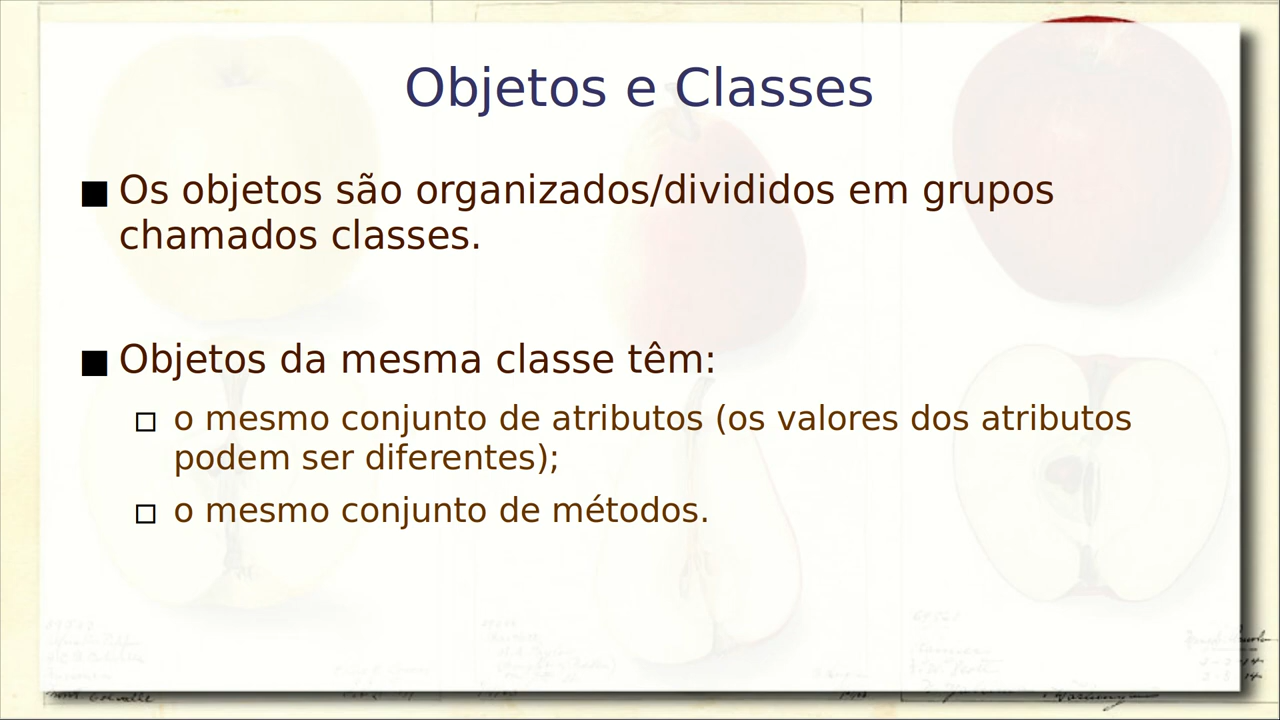 Objetos e Classes
Os objetos são organizados/divididos em grupos
chamados classes.
Objetos da mesma classe têm:
o mesmo conjunto de atributos (os valores dos atributos
podem ser diferentes);
o mesmo conjunto de métodos.